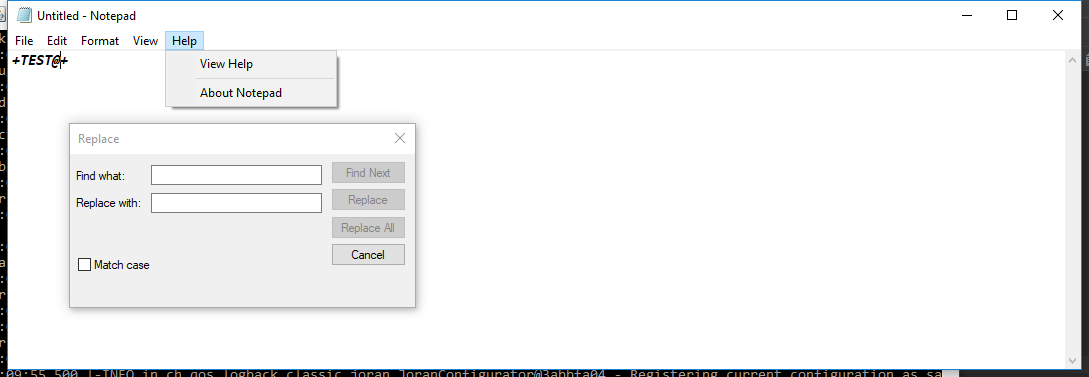 Untitled - Notepad
File Edit Format View Help
+TEST@+
View Help
About Notepad
Replace
Find what:
Find Next
Replace with:
Replace
Replace All
Cancel
Match case
:09:55,500 |-INFO in ch.qos.logback.classic.joran.JoranConfigurator@3abbfa04 - Registering current configuration as sa